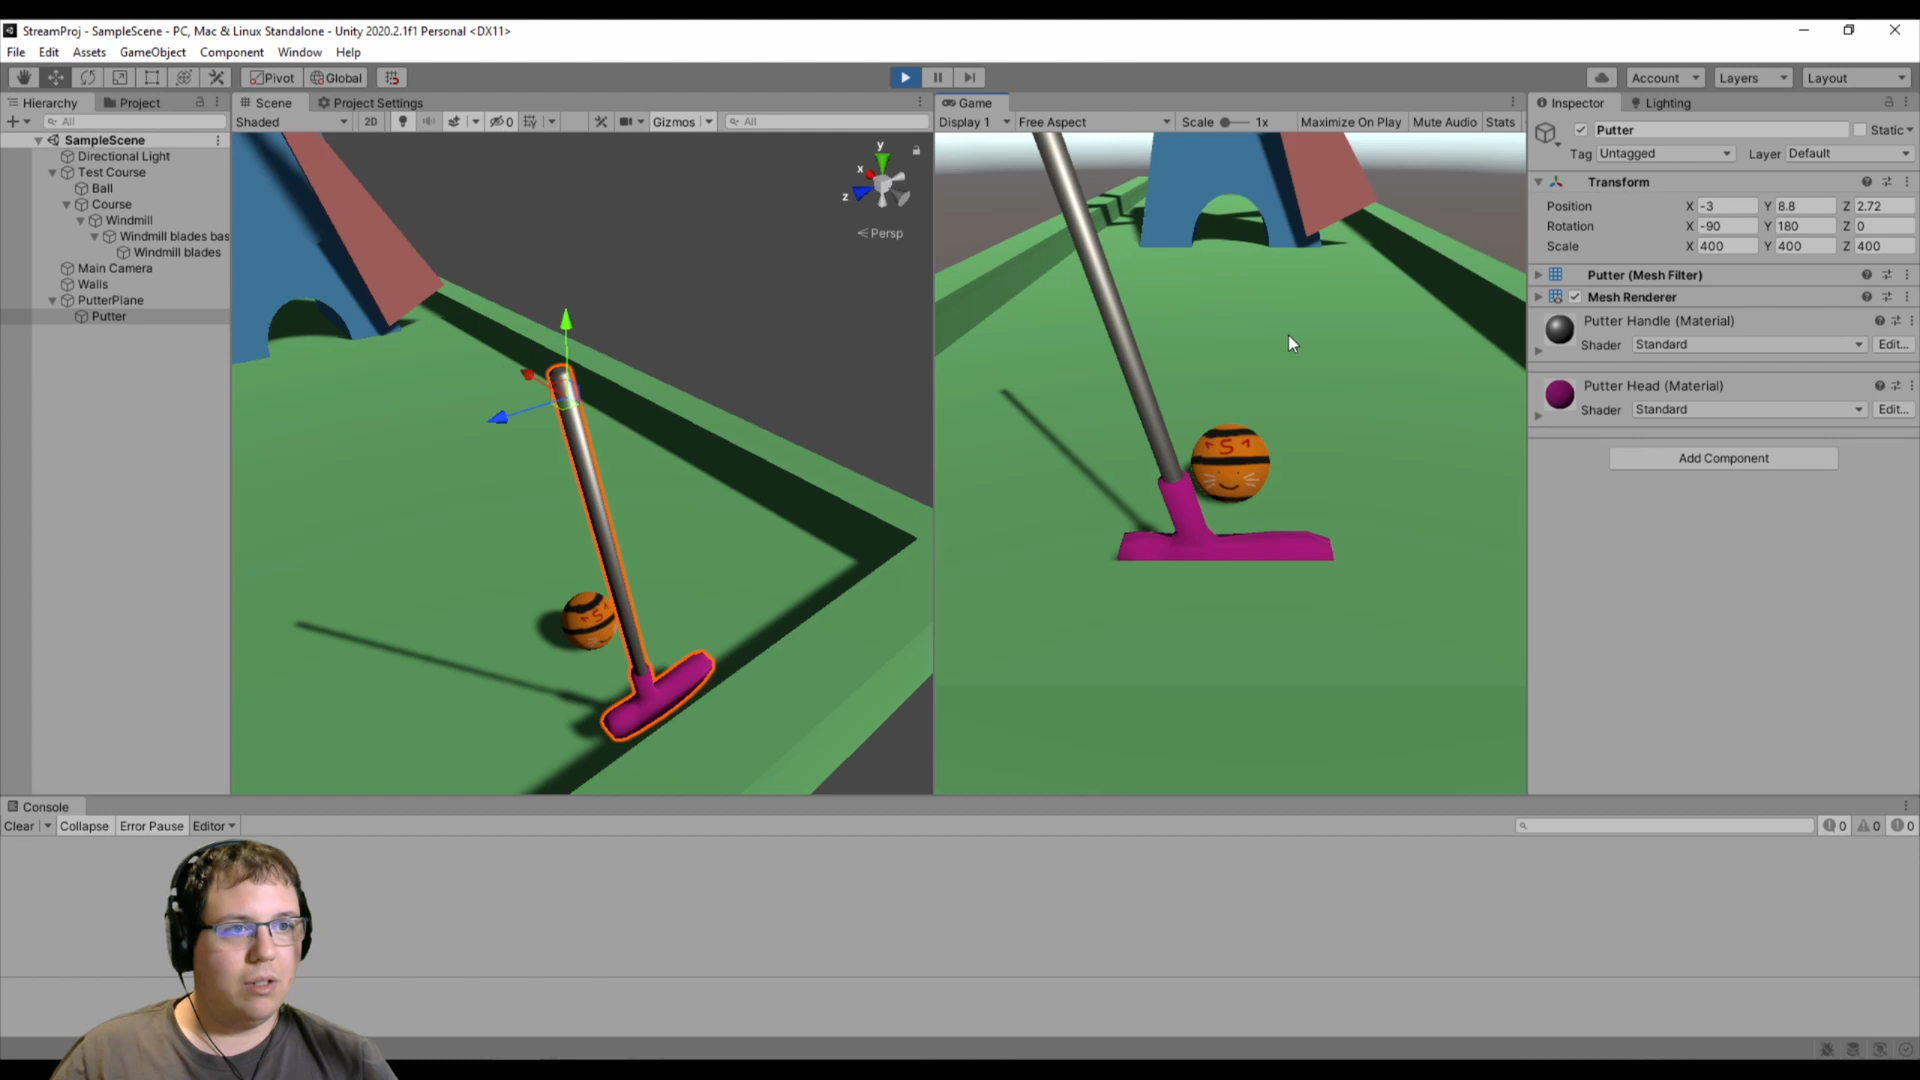 StreamProj - SampleScene - PC, Mac & Linux Standalone - Unity 2020.2.1f1 Personal <DX11>
File Edit Assets GameObject Component Window Help
Pivot Global Account Layers Layout
Hierarchy Project Scene Project Settings Game Inspector Lighting
All Shaded 2D 0 Gizmos All Display 1 Free Aspect Scale 1x Maximize On Play Mute Audio Stats
SampleScene
Directional Light
Test Course
Ball
Course
Windmill
Windmill blades bas
Windmill blades
Main Camera
Walls
PutterPlane
Putter
y
x
z
Persp
S
S
Putter Static
Tag Untagged Layer Default
Transform
Position X -3 Y 8.8 Z 2.72
Rotation X -90 Y 180 Z 0
Scale X 400 Y 400 Z 400
Putter (Mesh Filter)
Mesh Renderer
Putter Handle (Material)
Shader Standard Edit...
Putter Head (Material)
Shader Standard Edit...
Add Component
Console
Clear Collapse Error Pause Editor 0 0 0